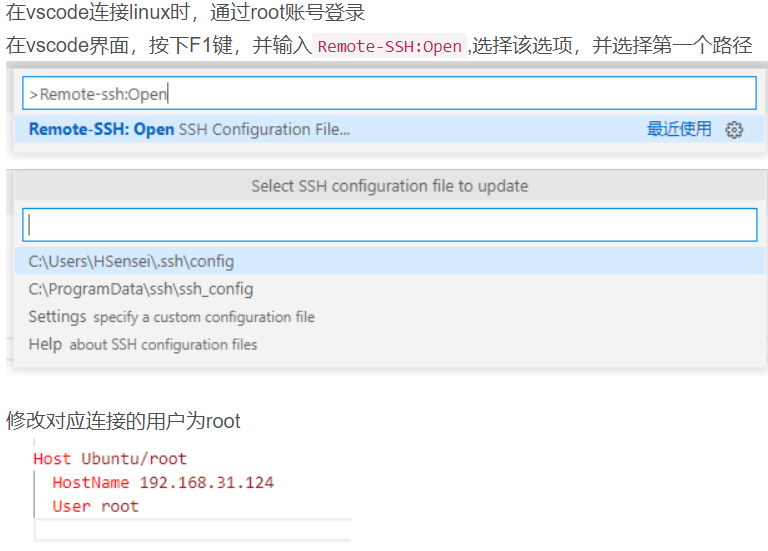 在vscode连接linux时，通过root账号登录
在vscode界面，按下F1键，并输入 Remote-SSH:Open ,选择该选项，并选择第一个路径
>Remote-ssh:Open
Remote-SSH: Open SSH Configuration File... 最近使用
Select SSH configuration file to update
C:\Users\HSensei\.ssh\config
C:\ProgramData\ssh\ssh_config
Settings specify a custom configuration file
Help about SSH configuration files
修改对应连接的用户为root
Host Ubuntu/root
HostName 192.168.31.124
User root